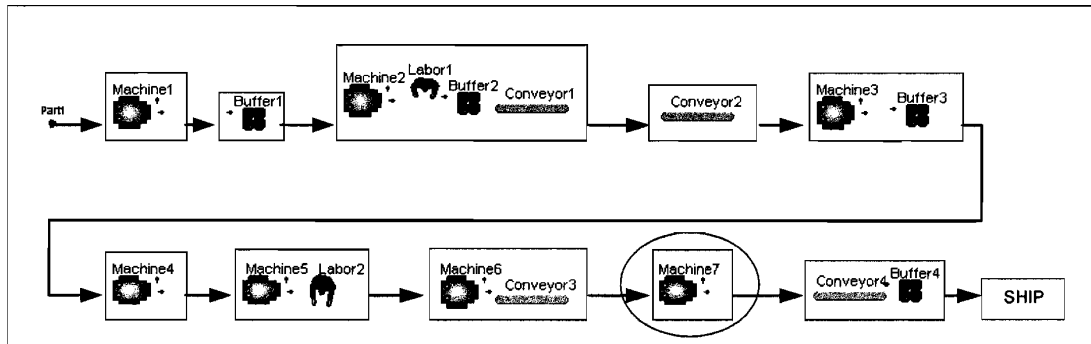 Part1
Machine1
Buffer1
Machine2
Labor1
Buffer2
Conveyor1
Conveyor2
Machine3
Buffer3
Machine4
Machine5
Labor2
Machine6
Conveyor3
Machine7
Conveyor4
Buffer4
SHIP